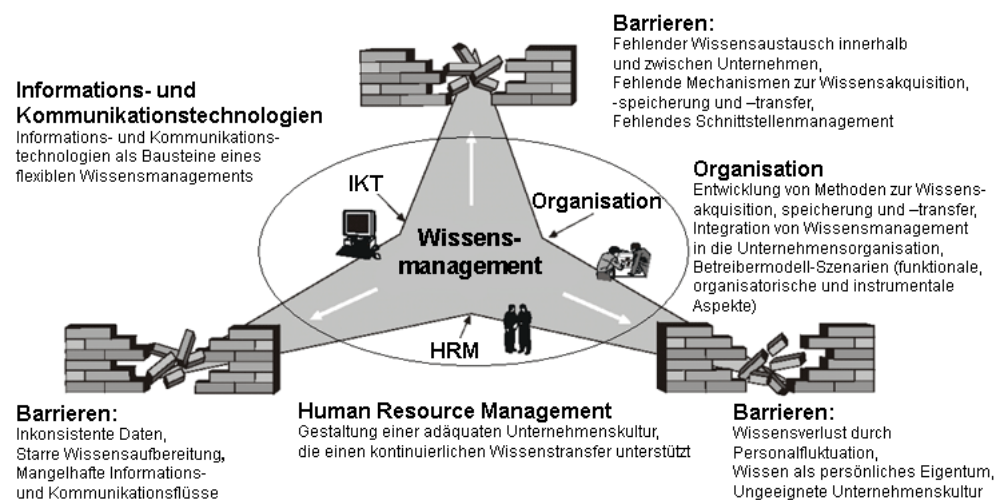 Barrieren:
Fehlender Wissensaustausch innerhalb
und zwischen Unternehmen,
Fehlende Mechanismen zur Wissensakquisition,
-speicherung und –transfer,
Fehlendes Schnittstellenmanagement
Informations- und
Kommunikationstechnologien
Informations- und Kommunikations-
technologien als Bausteine eines
flexiblen Wissensmanagements
Organisation
Entwicklung von Methoden zur Wissens-
akquisition, speicherung und –transfer,
Integration von Wissensmanagement
in die Unternehmensorganisation,
Betreibermodell-Szenarien (funktionale,
organisatorische und instrumentale
Aspekte)
IKT
Organisation
Wissens-
management
HRM
Barrieren:
Inkonsistente Daten,
Starre Wissensaufbereitung,
Mangelhafte Informations-
und Kommunikationsflüsse
Human Resource Management
Gestaltung einer adäquaten Unternehmenskultur,
die einen kontinuierlichen Wissenstransfer unterstützt
Barrieren:
Wissensverlust durch
Personalfluktuation,
Wissen als persönliches Eigentum,
Ungeeignete Unternehmenskultur